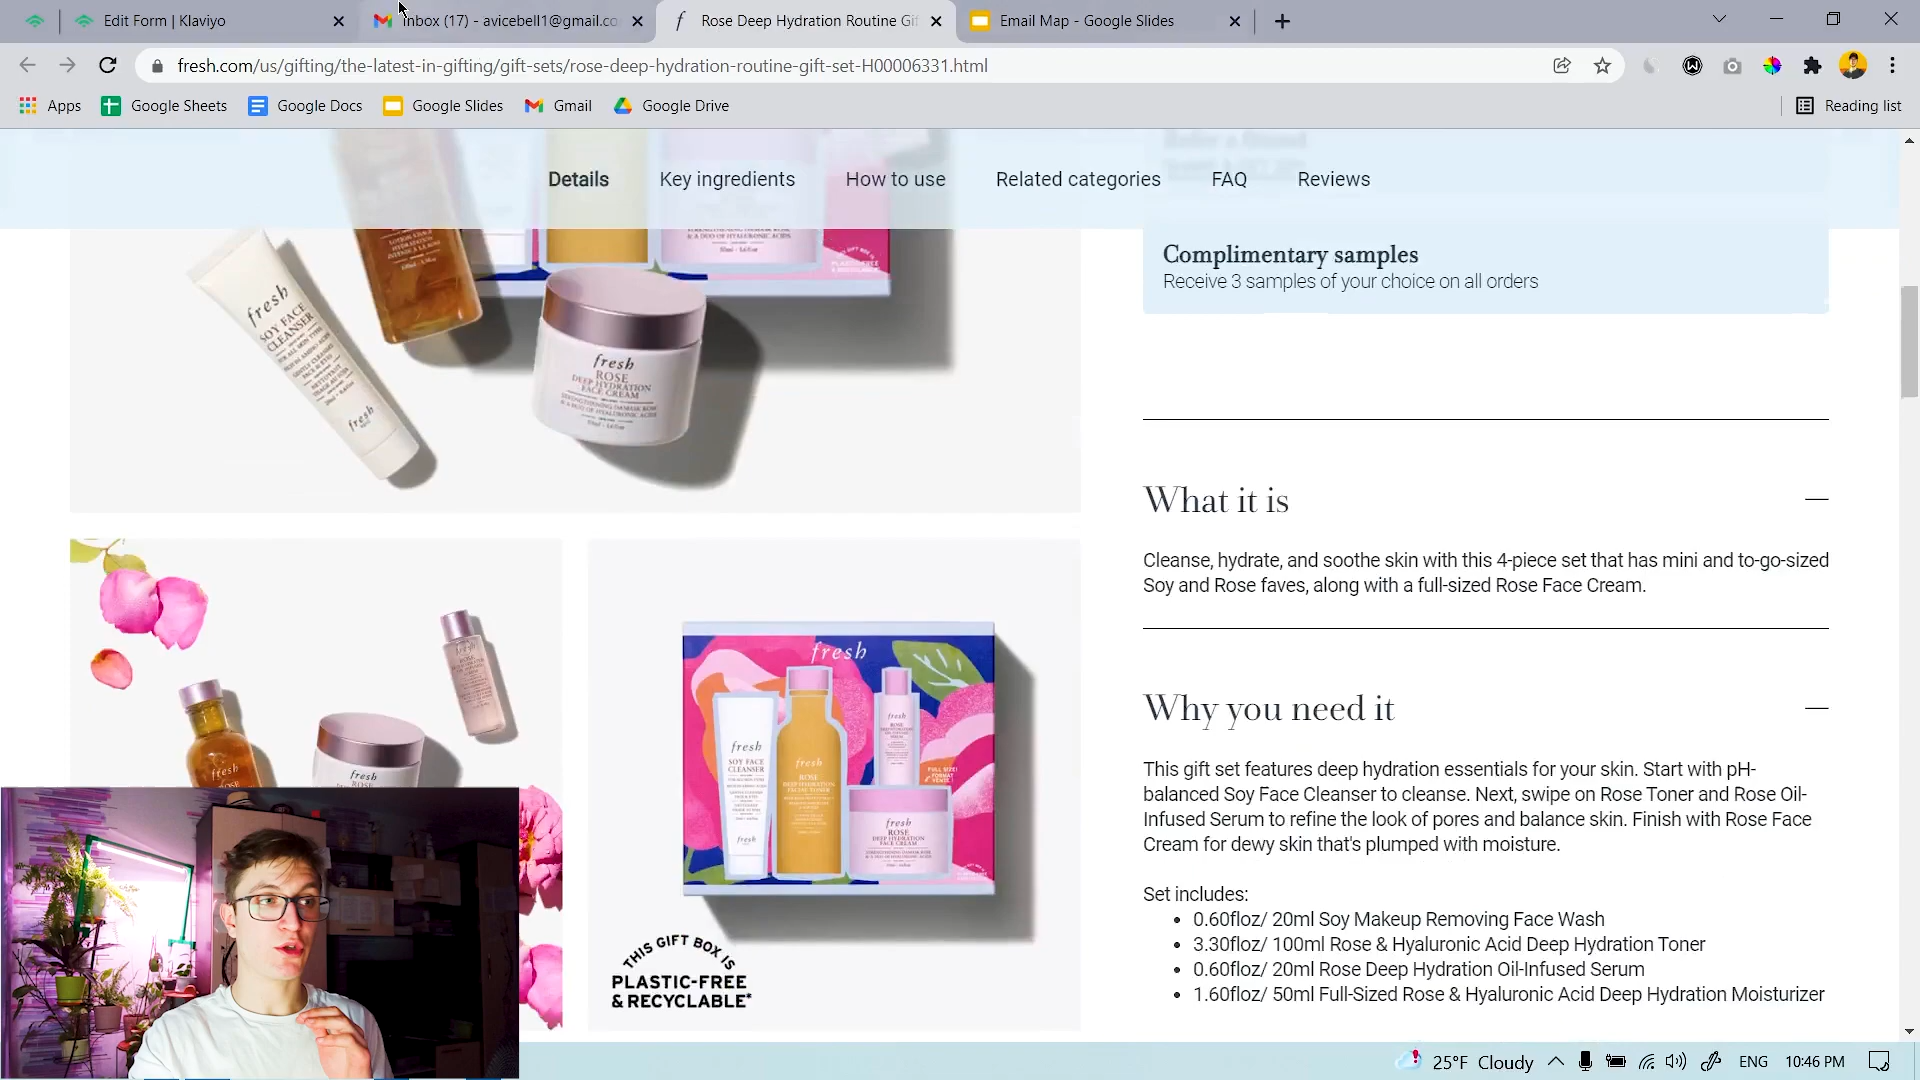 Edit Form | Klaviyo
Inbox (17) - avicebell1@gmail.co
Rose Deep Hydration Routine Gi
Email Map - Google Slides
fresh.com/us/gifting/the-latest-in-gifting/gift-sets/rose-deep-hydration-routine-gift-set-H00006331.html
Apps
Google Sheets
Google Docs
Google Slides
Gmail
Google Drive
Reading list
Details
Key ingredients
How to use
Related categories
FAQ
Reviews
Complimentary samples
Receive 3 samples of your choice on all orders
fresh
SOY FACE
CLEANSER
fresh
fresh
ROSE
DEEP HYDRATION
FACE CREAM
What it is
Cleanse, hydrate, and soothe skin with this 4-piece set that has mini and to-go-sized
Soy and Rose faves, along with a full-sized Rose Face Cream.
Why you need it
This gift set features deep hydration essentials for your skin. Start with pH-
balanced Soy Face Cleanser to cleanse. Next, swipe on Rose Toner and Rose Oil-
Infused Serum to refine the look of pores and balance skin. Finish with Rose Face
Cream for dewy skin that's plumped with moisture.
Set includes:
• 0.60floz/ 20ml Soy Makeup Removing Face Wash
• 3.30floz/ 100ml Rose & Hyaluronic Acid Deep Hydration Toner
• 0.60floz/ 20ml Rose Deep Hydration Oil-Infused Serum
• 1.60floz/ 50ml Full-Sized Rose & Hyaluronic Acid Deep Hydration Moisturizer
fresh
fresh
fresh
fresh
SOY FACE
CLEANSER
fresh
fresh
ROSE
DEEP HYDRATION
FACIAL TONER
fresh
ROSE
FULL SIZE!
fresh
ROSE
DEEP HYDRATION
FACE CREAM
THIS GIFT BOX IS
PLASTIC-FREE
& RECYCLABLE*
25°F Cloudy
ENG
10:46 PM